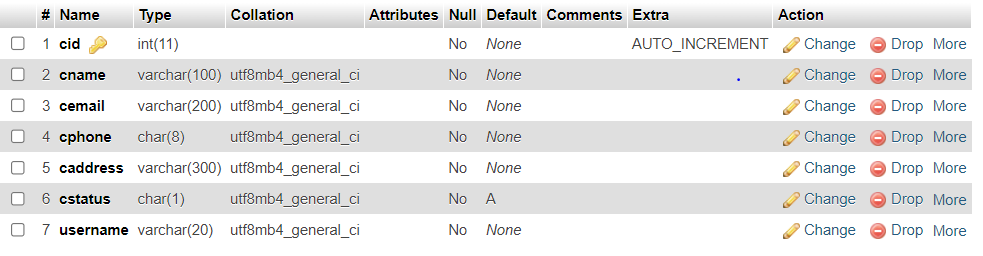 # Name Type Collation Attributes Null Default Comments Extra Action
1 cid int(11) No None AUTO_INCREMENT Change Drop More
2 cname varchar(100) utf8mb4_general_ci No None Change Drop More
3 cemail varchar(200) utf8mb4_general_ci No None Change Drop More
4 cphone char(8) utf8mb4_general_ci No None Change Drop More
5 caddress varchar(300) utf8mb4_general_ci No None Change Drop More
6 cstatus char(1) utf8mb4_general_ci No A Change Drop More
7 username varchar(20) utf8mb4_general_ci No None Change Drop More